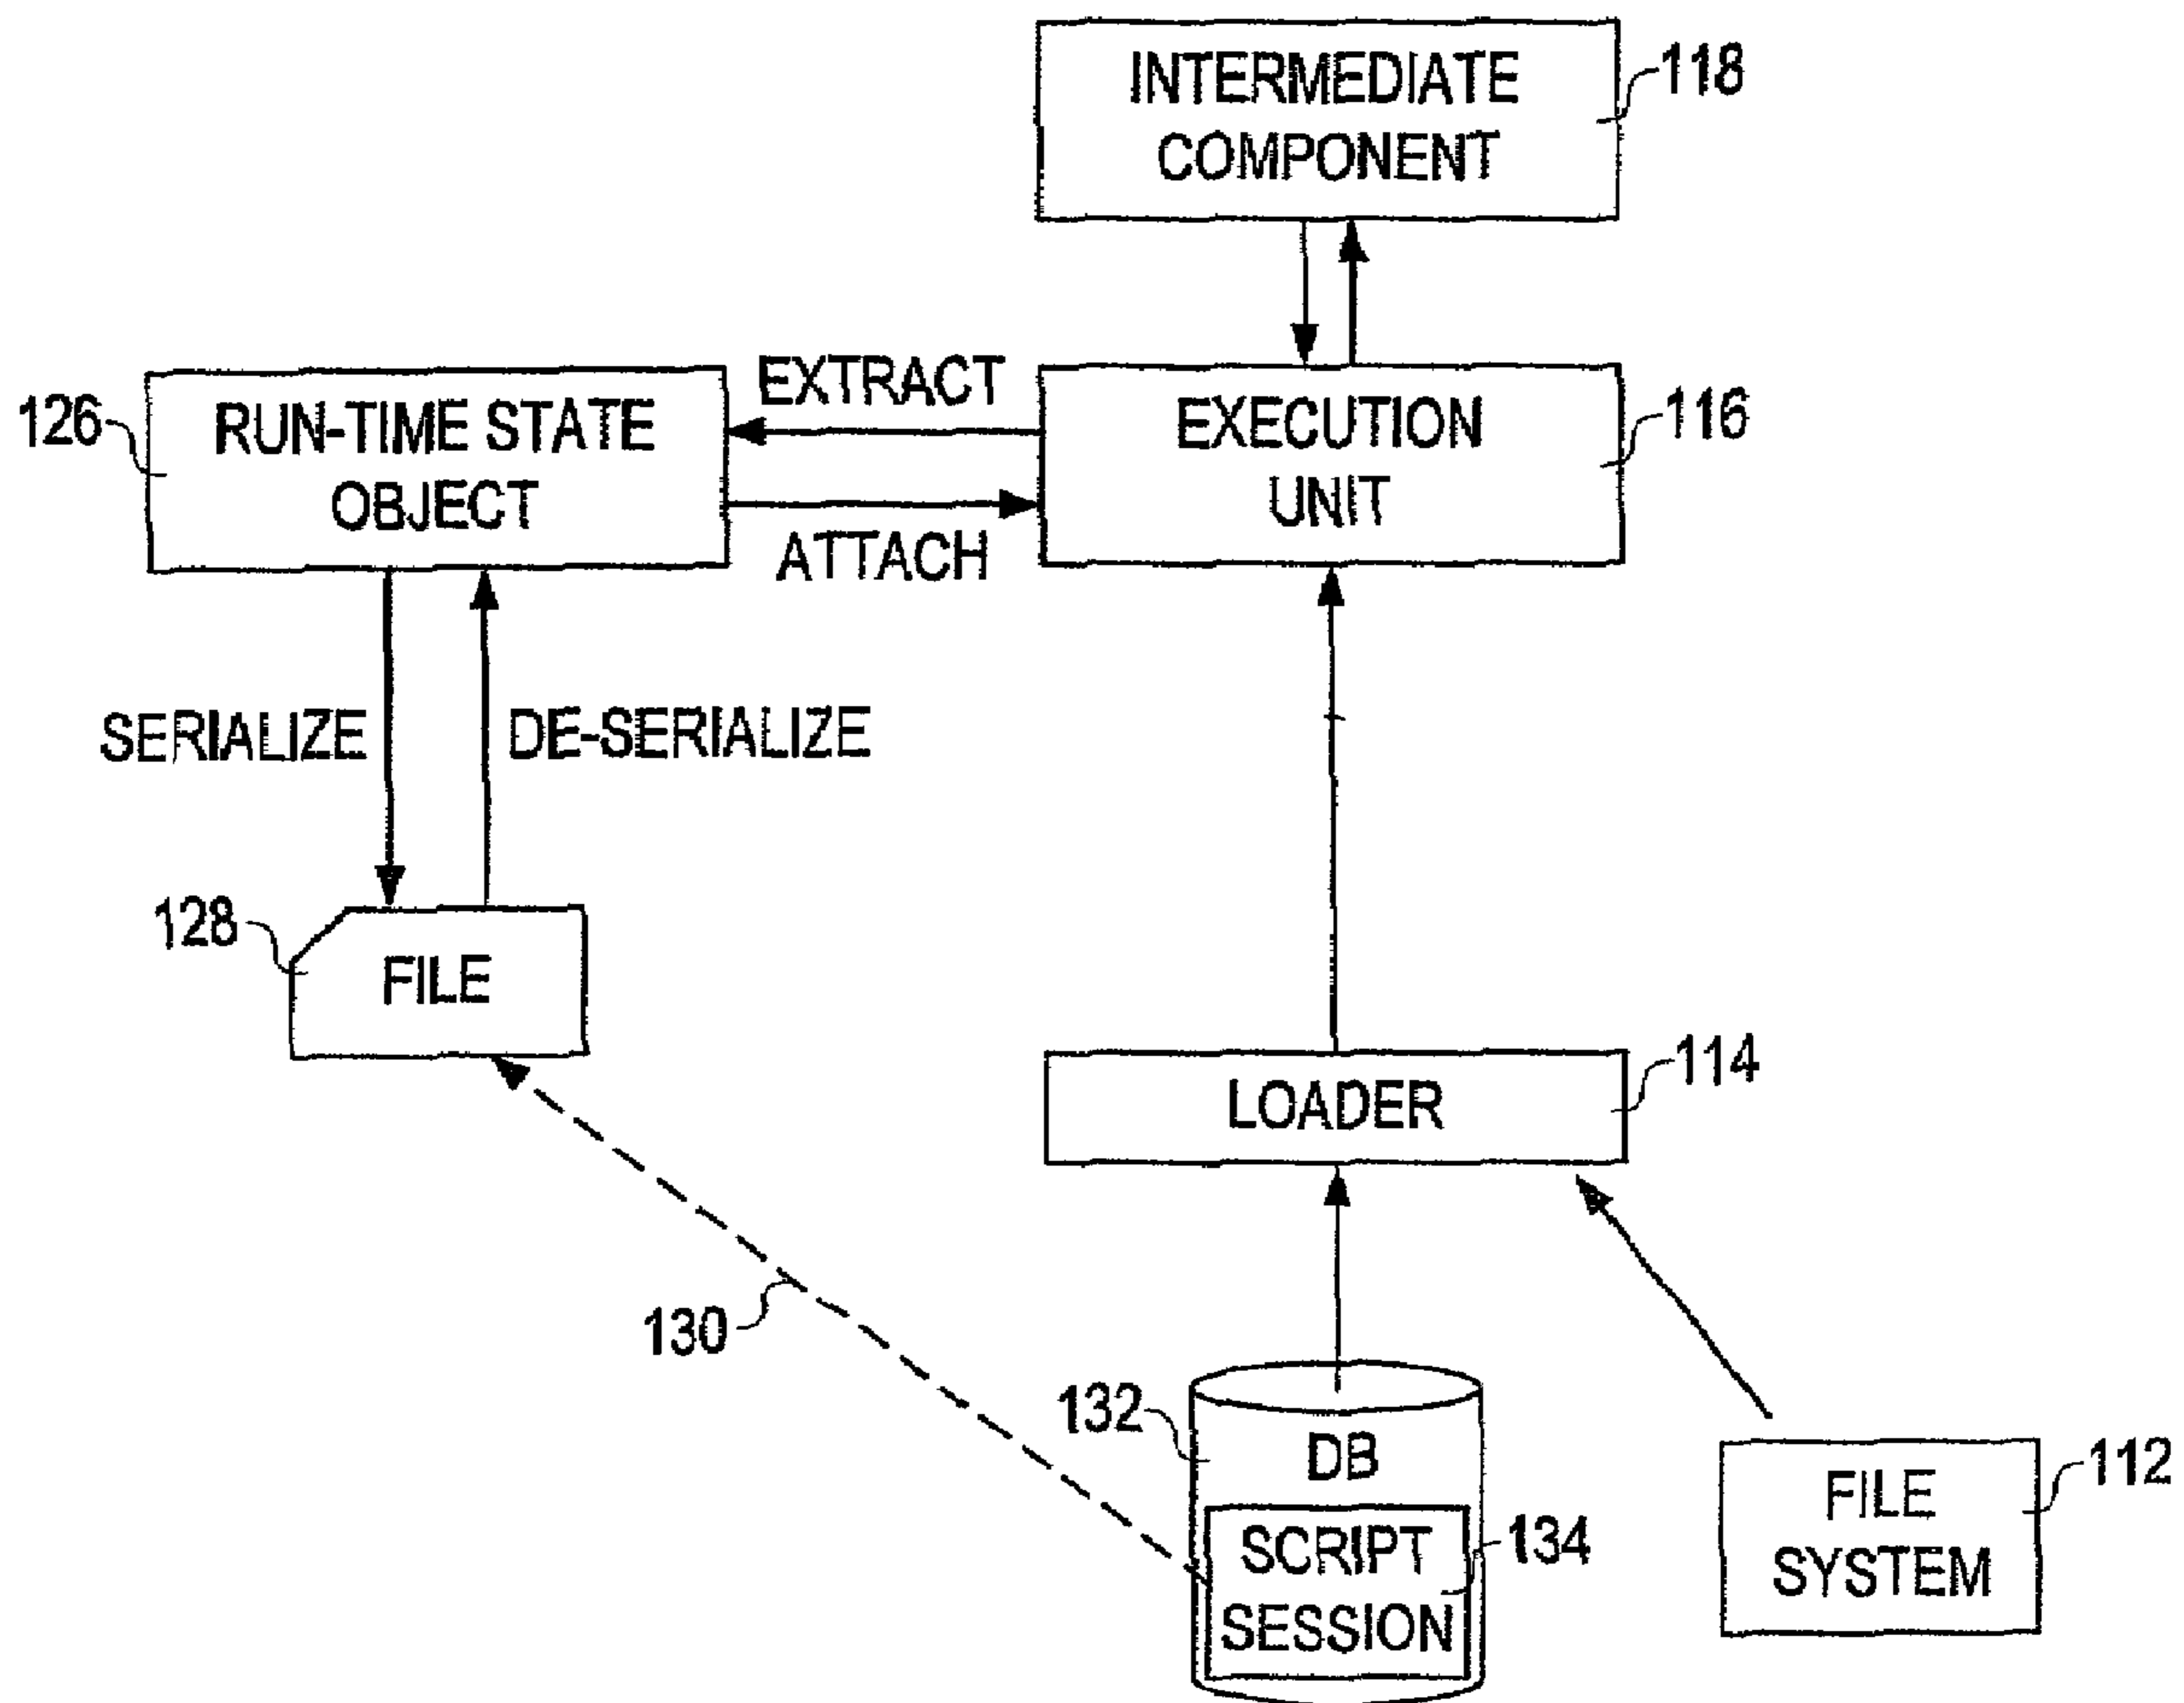 INTERMEDIATE
COMPONENT
118
EXTRACT
126
RUN-TIME STATE
OBJECT
EXECUTION
UNIT
116
ATTACH
SERIALIZE
DE-SERIALIZE
128
FILE
LOADER
114
130
132
DB
SCRIPT
SESSION
134
FILE
SYSTEM
112